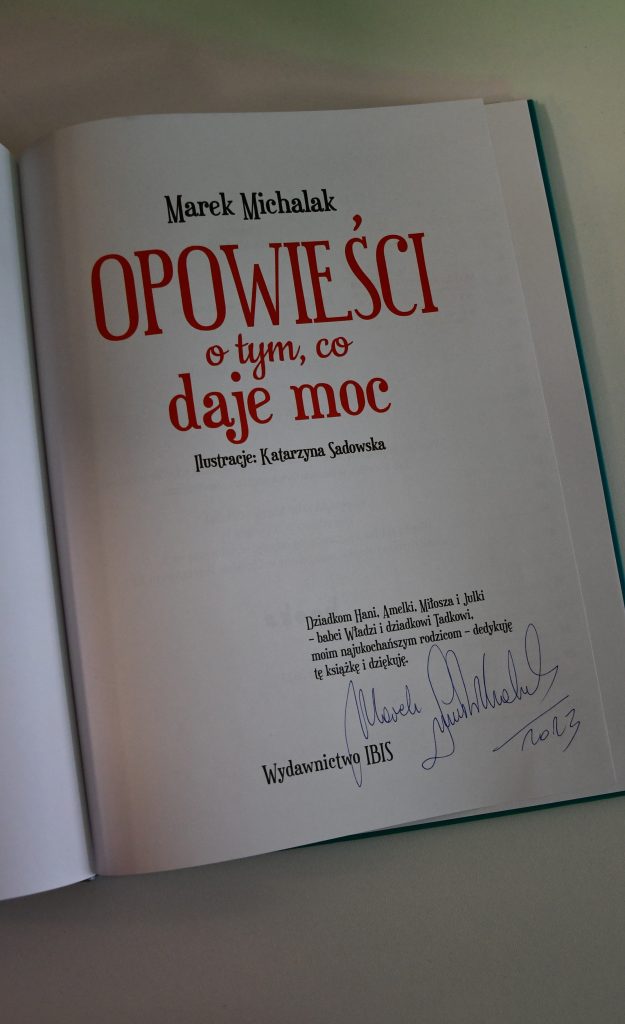 Marek Michalak
OPOWIEŚCI
o tym, co
daje moc
Ilustracje: Katarzyna Sadowska
Dziadkom Hani, Amelki, Miłosza i Julki
– babci Władzi i dziadkowi Tadkowi,
moim najukochańszym rodzicom – dedykuję
tę książkę i dziękuję.
Marek Michalak
2023
Wydawnictwo IBIS